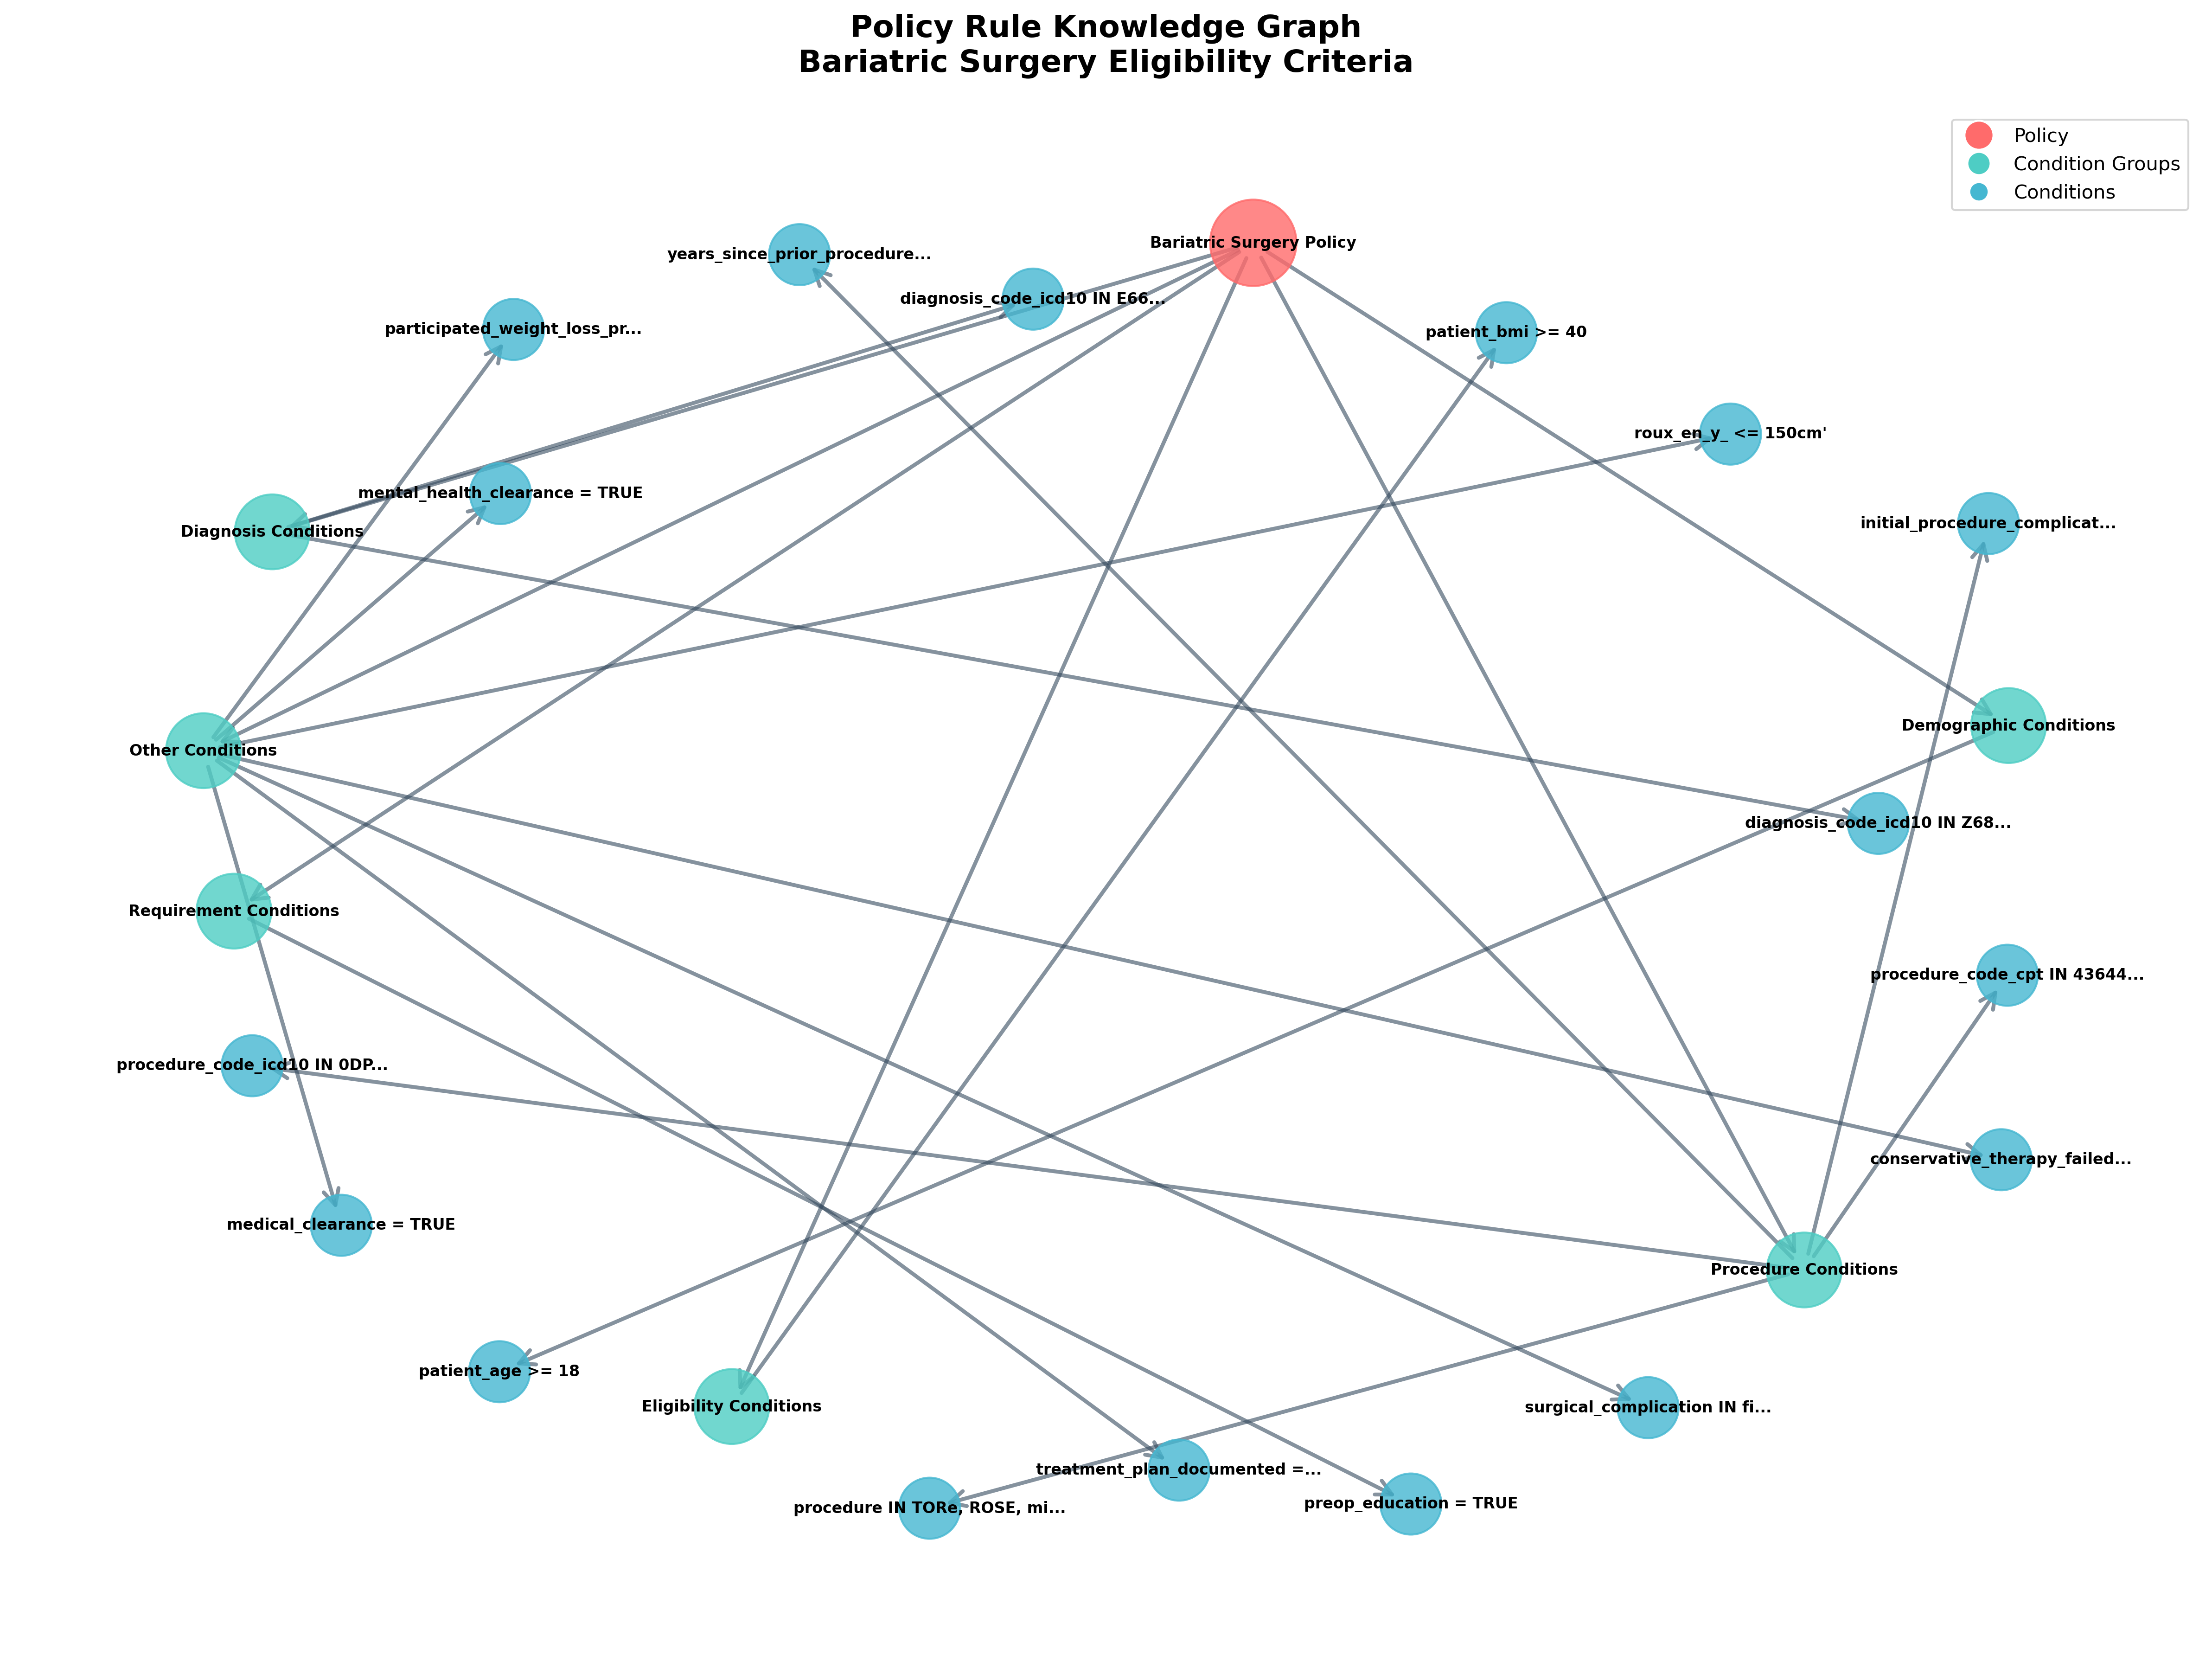 Policy Rule Knowledge Graph
Bariatric Surgery Eligibility Criteria
Policy
Condition Groups
Conditions
Bariatric Surgery Policy
years_since_prior_procedure...
diagnosis_code_icd10 IN E66...
participated_weight_loss_pr...
patient_bmi >= 40
roux_en_y_ <= 150cm'
mental_health_clearance = TRUE
initial_procedure_complicat...
Diagnosis Conditions
Demographic Conditions
Other Conditions
diagnosis_code_icd10 IN Z68...
Requirement Conditions
procedure_code_cpt IN 43644...
procedure_code_icd10 IN 0DP...
conservative_therapy_failed...
medical_clearance = TRUE
Procedure Conditions
patient_age >= 18
Eligibility Conditions
surgical_complication IN fi...
treatment_plan_documented =...
preop_education = TRUE
procedure IN TORe, ROSE, mi...